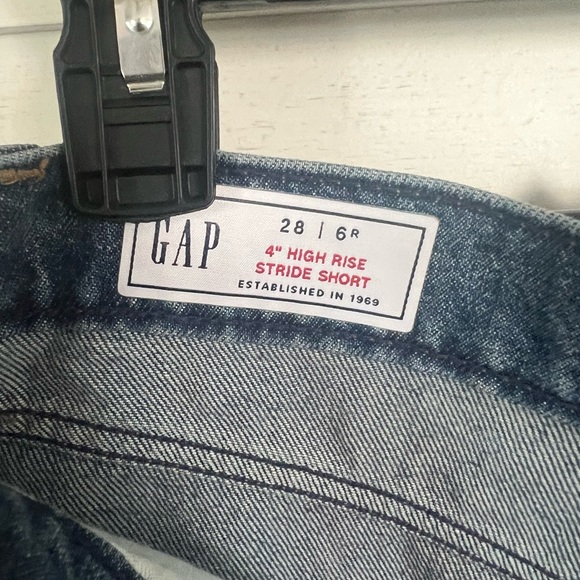 GAP
28 | 6R
4" HIGH RISE
STRIDE SHORT
ESTABLISHED IN 1969